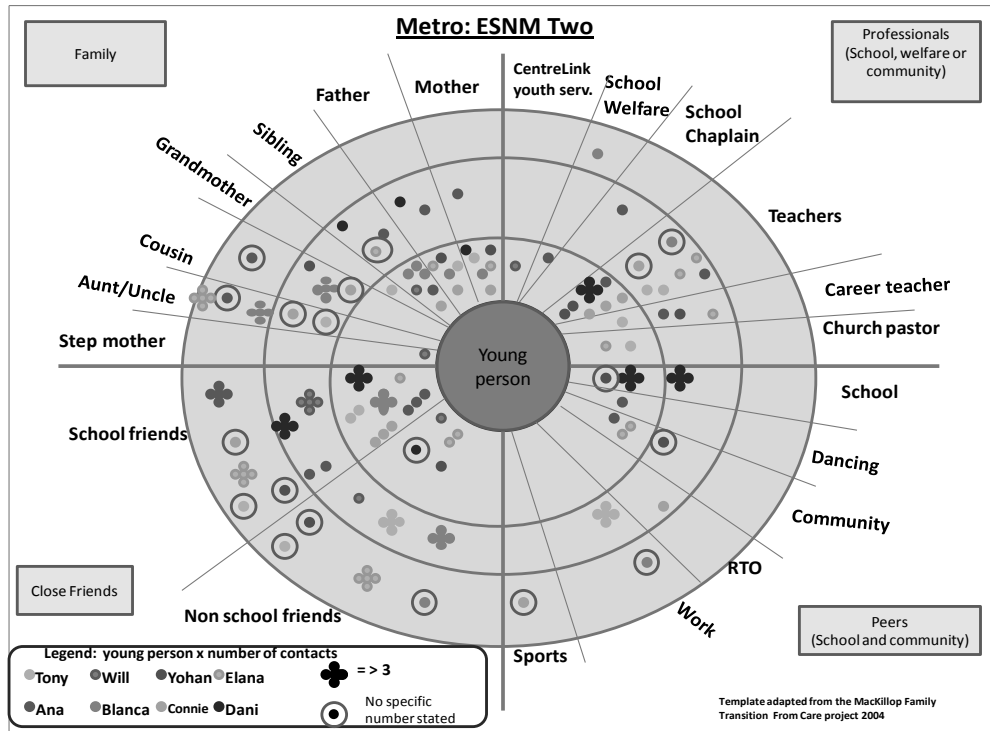 Metro: ESNM Two
Family
Professionals
(School, welfare or
community)
Mother
CentreLink
youth serv.
School
Welfare
School
Chaplain
Father
Sibling
Grandmother
Cousin
Aunt/Uncle
Step mother
Teachers
Career teacher
Church pastor
Young
person
School
School friends
Dancing
Community
RTO
Work
Sports
Non school friends
Close Friends
Peers
(School and community)
Legend: young person x number of contacts
Tony Will Yohan Elana
= > 3
Ana Blanca Connie Dani
No specific
number stated
Template adapted from the MacKillop Family
Transition From Care project 2004